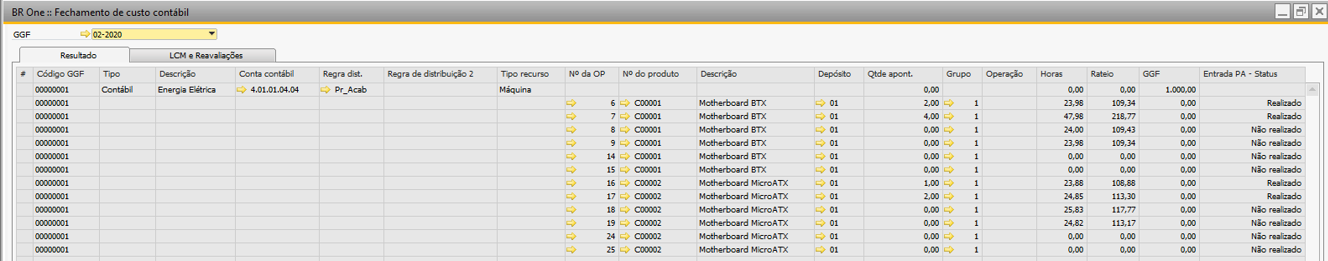 BR One :: Fechamento de custo contábil
GGF 02-2020
Resultado LCM e Reavaliações
# Código GGF Tipo Descrição Conta contábil Regra dist. Regra de distribuição 2 Tipo recurso Nº da OP Nº do produto Descrição Depósito Qtde apont. Grupo Operação Horas Rateio GGF Entrada PA - Status
00000001 Contábil Energia Elétrica 4.01.01.04.04 Pr_Acab Máquina 0,00 0,00 0,00 1.000,00
00000001 6 C00001 Motherboard BTX 01 2,00 1 23,98 109,34 0,00 Realizado
00000001 7 C00001 Motherboard BTX 01 4,00 1 47,98 218,77 0,00 Realizado
00000001 8 C00001 Motherboard BTX 01 0,00 1 24,00 109,43 0,00 Não realizado
00000001 9 C00001 Motherboard BTX 01 0,00 1 23,98 109,34 0,00 Não realizado
00000001 14 C00001 Motherboard BTX 01 0,00 1 0,00 0,00 0,00 Não realizado
00000001 15 C00001 Motherboard BTX 01 0,00 1 0,00 0,00 0,00 Não realizado
00000001 16 C00002 Motherboard MicroATX 01 1,00 1 23,88 108,88 0,00 Realizado
00000001 17 C00002 Motherboard MicroATX 01 2,00 1 24,85 113,30 0,00 Realizado
00000001 18 C00002 Motherboard MicroATX 01 0,00 1 25,83 117,77 0,00 Não realizado
00000001 19 C00002 Motherboard MicroATX 01 0,00 1 24,82 113,17 0,00 Não realizado
00000001 24 C00002 Motherboard MicroATX 01 0,00 1 0,00 0,00 0,00 Não realizado
00000001 25 C00002 Motherboard MicroATX 01 0,00 1 0,00 0,00 0,00 Não realizado